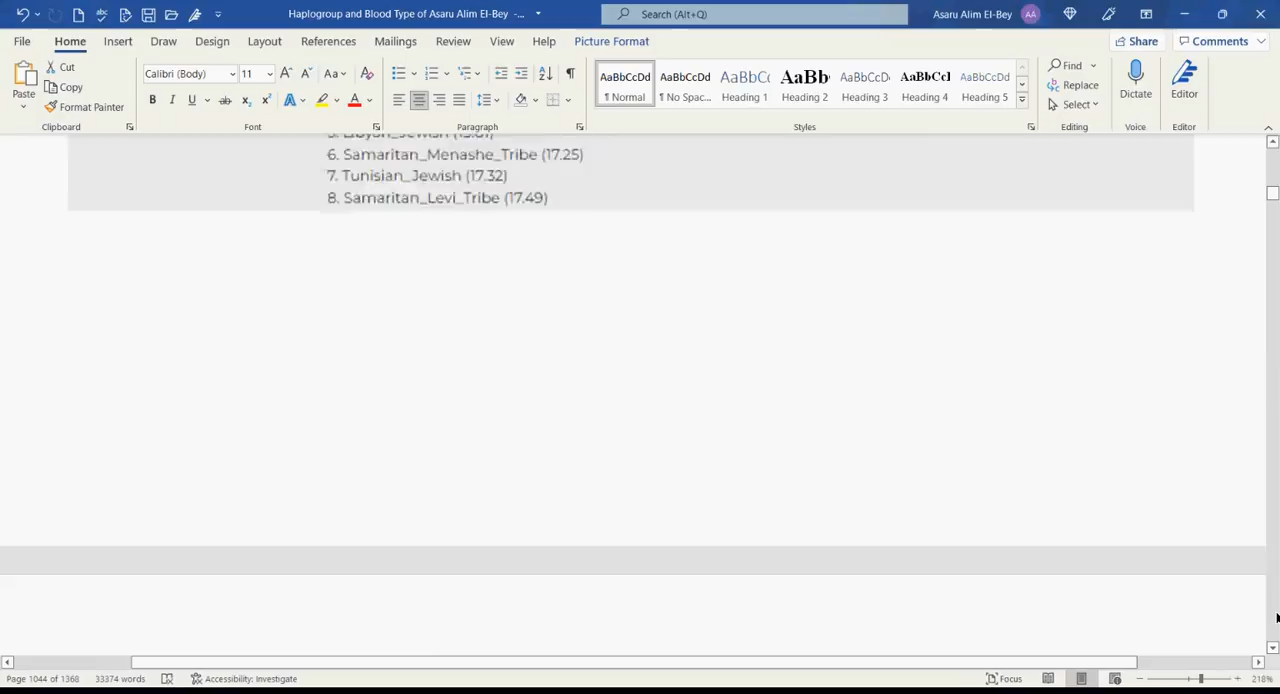 Haplogroup and Blood Type of Asaru Alim El-Bey -...
Search (Alt+Q)
Asaru Alim El-Bey
AA
File Home Insert Draw Design Layout References Mailings Review View Help Picture Format
Share Comments
Paste
Cut
Copy
Format Painter
Clipboard
Calibri (Body) 11
Font
Paragraph
AaBbCcDd AaBbCcDd AaBbCc AaBb AaBbCcD AaBbCcI AaBbCcDd
¶ Normal ¶ No Spac... Heading 1 Heading 2 Heading 3 Heading 4 Heading 5
Styles
Find
Replace
Select
Editing
Dictate
Voice
Editor
Editor
6. Samaritan_Menashe_Tribe (17.25)
7. Tunisian_Jewish (17.32)
8. Samaritan_Levi_Tribe (17.49)
Page 1044 of 1368 33374 words Accessibility: Investigate Focus 218%